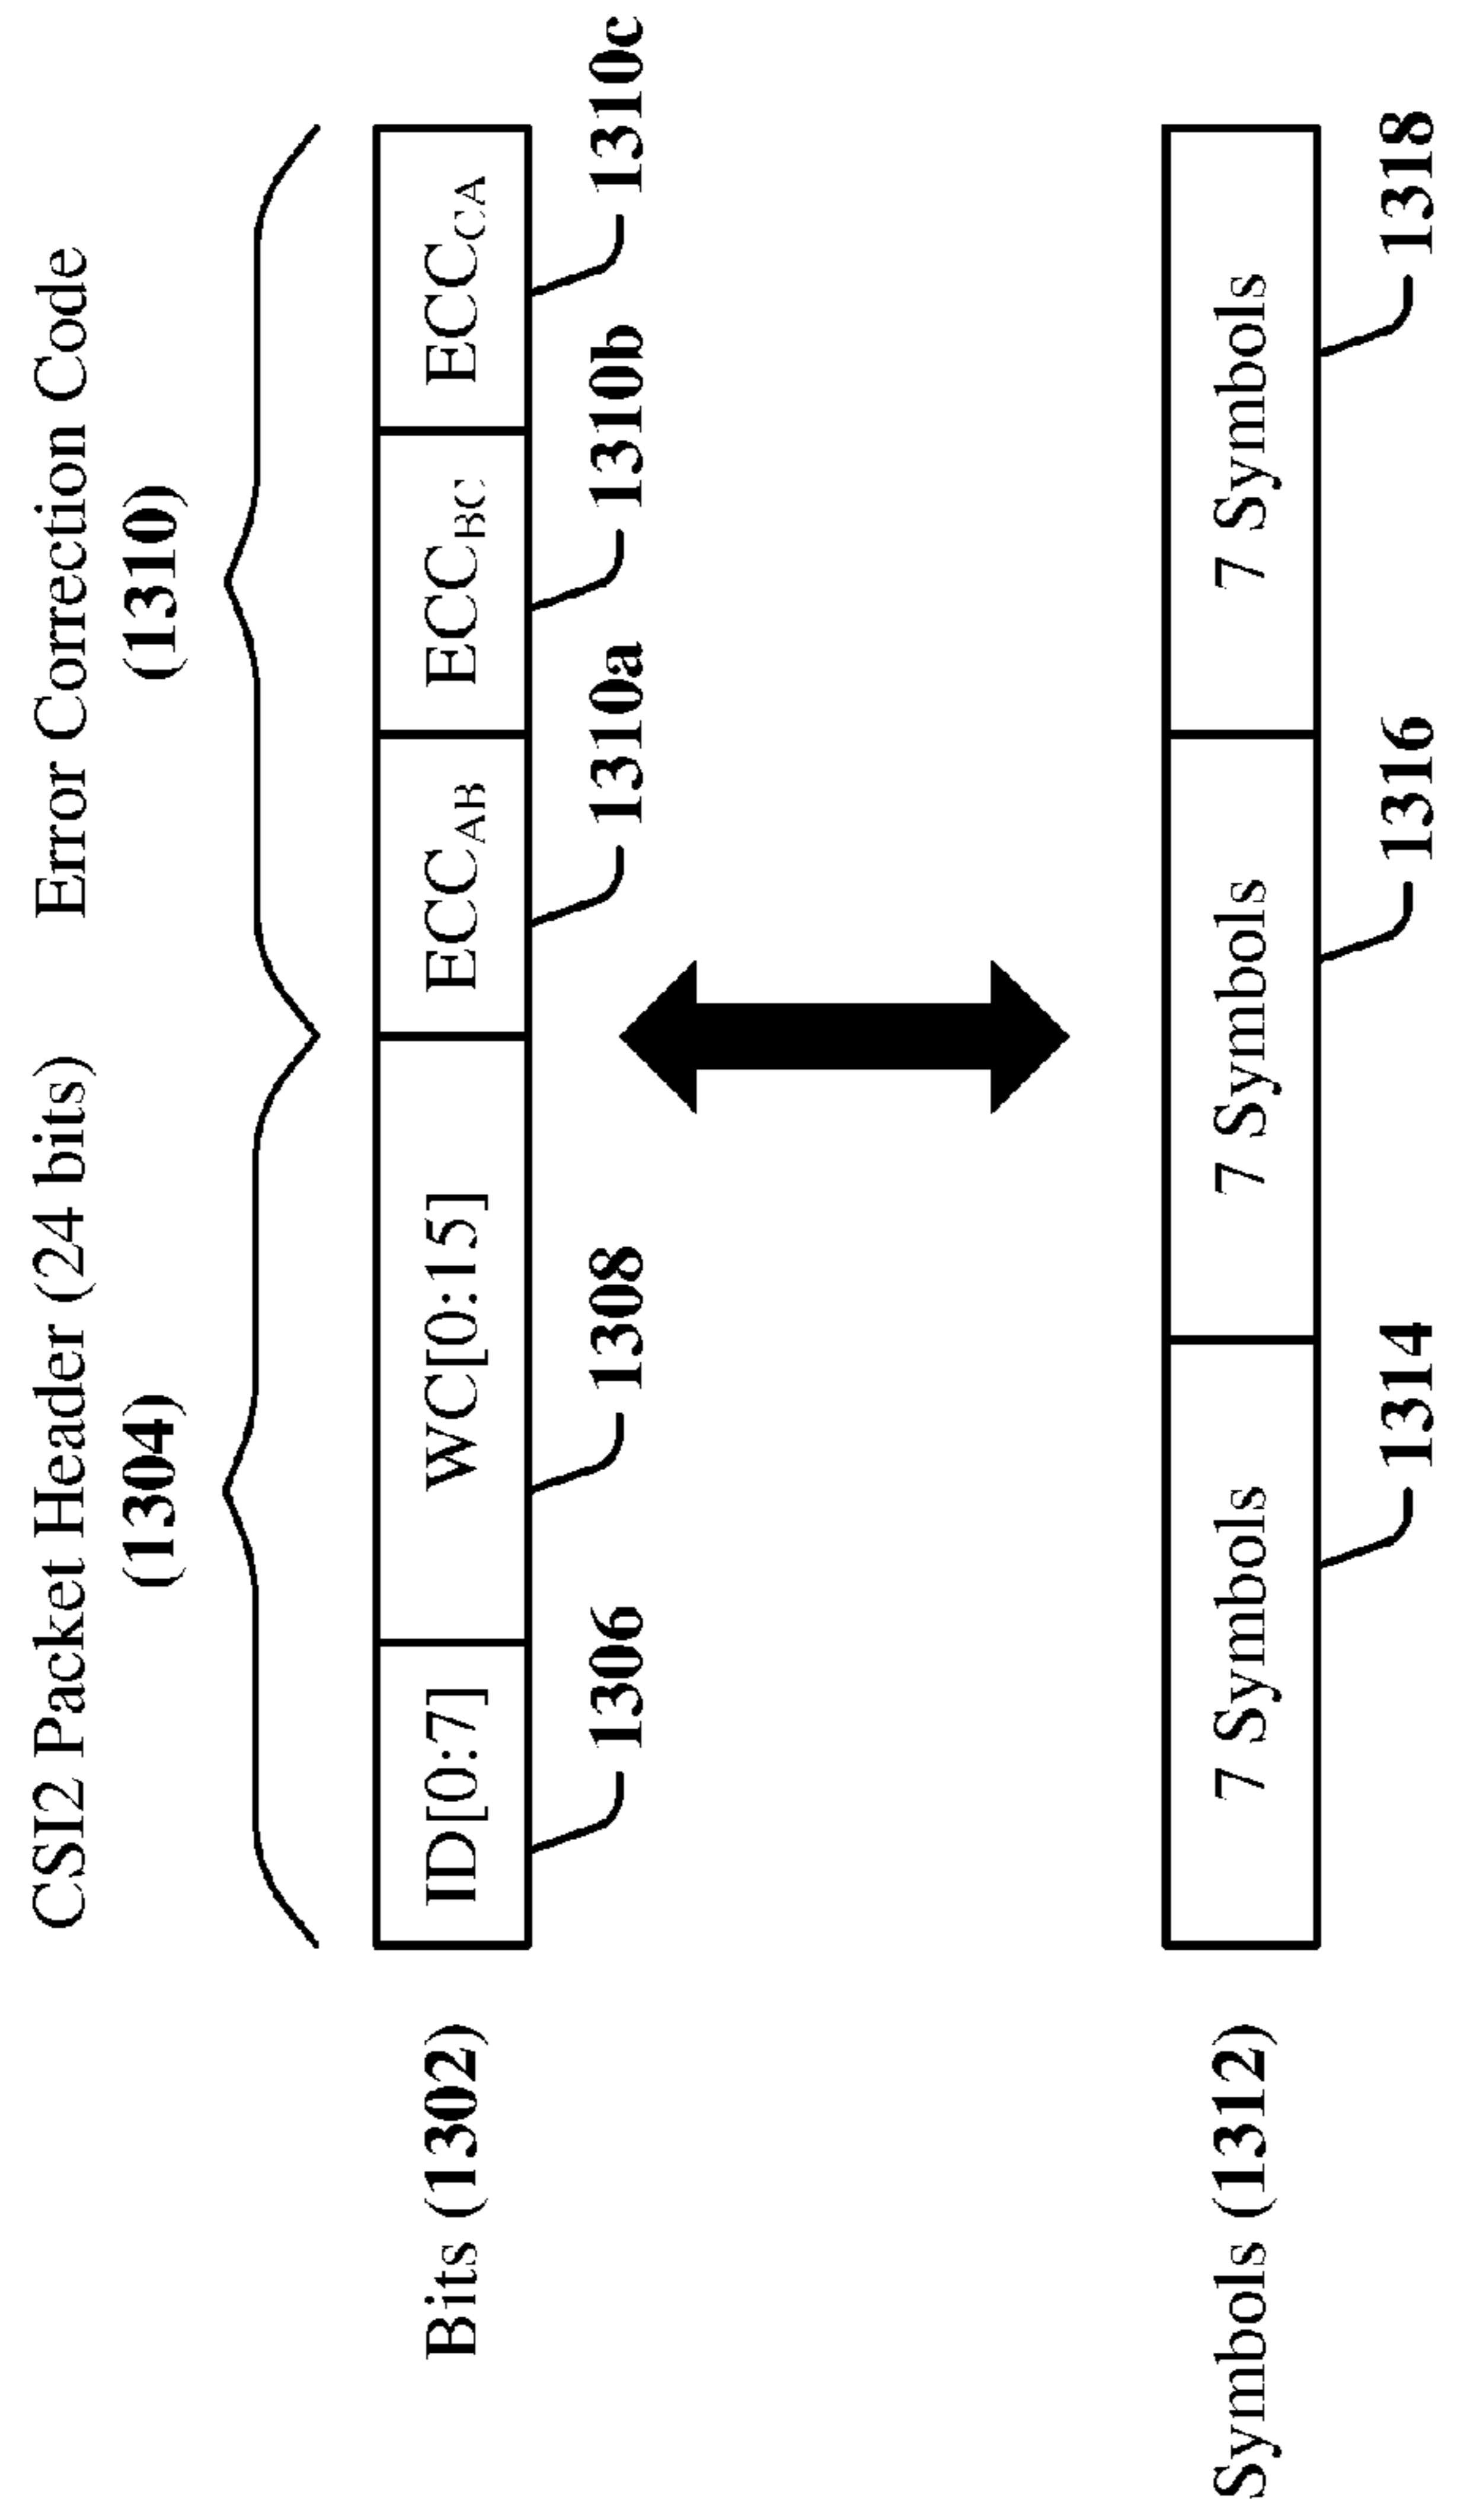 CSI2 Packet Header (24 bits)
(1304)
Error Correction Code
(1310)
Bits (1302)
ID[0:7]
WC[0:15]
ECCAB
ECCBC
ECCCA
1306
1308
1310a
1310b
1310c
Symbols (1312)
7 Symbols
7 Symbols
7 Symbols
1314
1316
1318